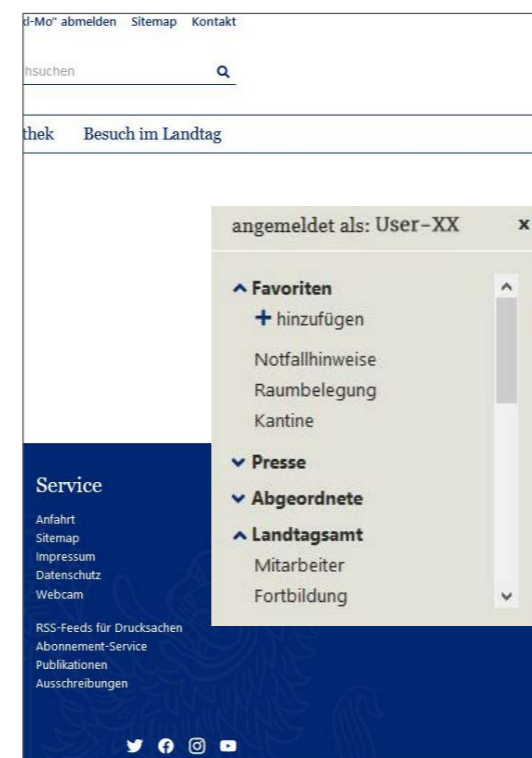 abmelden Sitemap Kontakt
Besuch im Landtag
angemeldet als: User-XX x
Favoriten
+ hinzufügen
Notfallhinweise
Raumbelegung
Kantine
Presse
Abgeordnete
Landtagsamt
Mitarbeiter
Fortbildung
Service
Anfahrt
Sitemap
Impressum
Datenschutz
Webcam
RSS-Feeds für Drucksachen
Abonnement-Service
Publikationen
Ausschreibungen